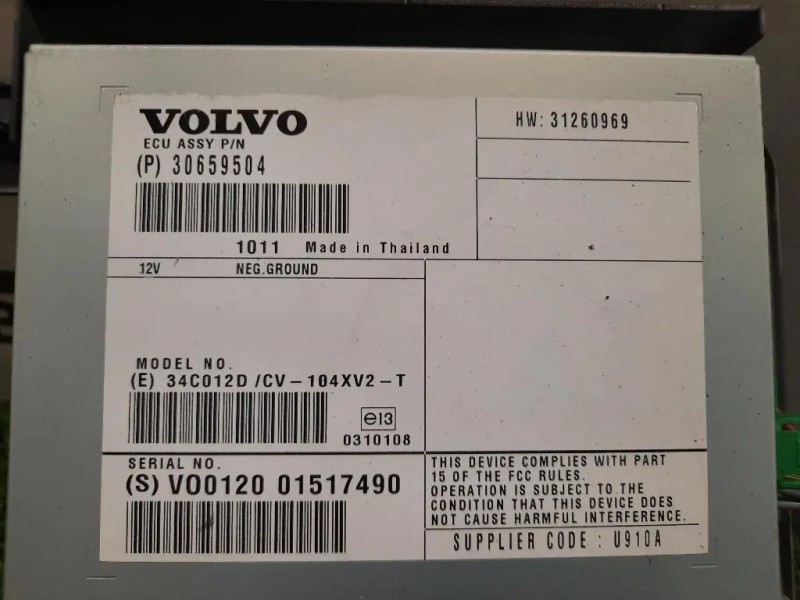 VOLVO
ECU ASSY P/N
(P) 30659504
HW: 31260969
1011 Made in Thailand
12V NEG.GROUND
MODEL NO.
(E) 34C012D /CV-104XV2-T
e13
0310108
SERIAL NO.
(S) VO0120 01517490
THIS DEVICE COMPLIES WITH PART
15 OF THE FCC RULES.
OPERATION IS SUBJECT TO THE
CONDITION THAT THIS DEVICE DOES
NOT CAUSE HARMFUL INTERFERENCE.
SUPPLIER CODE : U910A